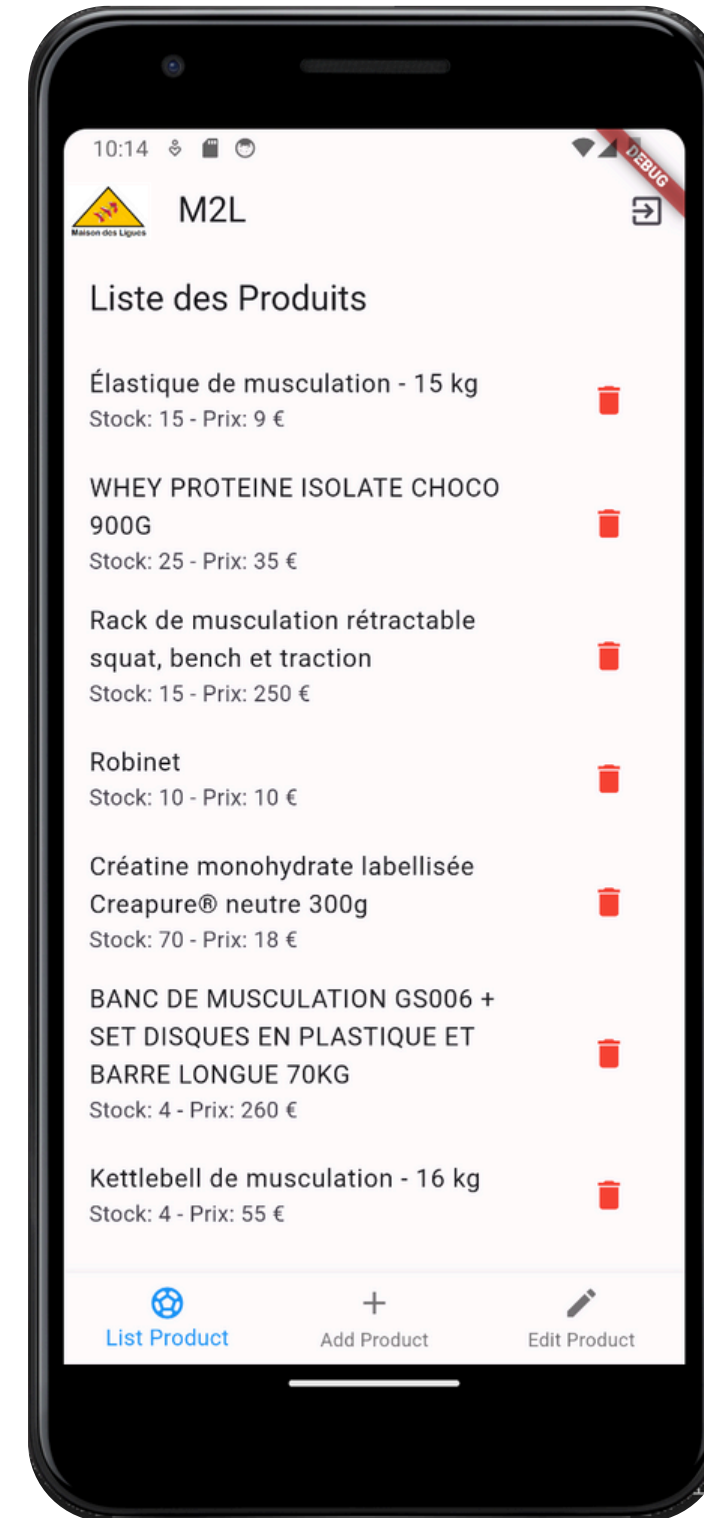 10:14
DEBUG
Maison des Ligues
M2L
Liste des Produits
Élastique de musculation - 15 kg
Stock: 15 - Prix: 9 €
WHEY PROTEINE ISOLATE CHOCO
900G
Stock: 25 - Prix: 35 €
Rack de musculation rétractable
squat, bench et traction
Stock: 15 - Prix: 250 €
Robinet
Stock: 10 - Prix: 10 €
Créatine monohydrate labellisée
Creapure® neutre 300g
Stock: 70 - Prix: 18 €
BANC DE MUSCULATION GS006 +
SET DISQUES EN PLASTIQUE ET
BARRE LONGUE 70KG
Stock: 4 - Prix: 260 €
Kettlebell de musculation - 16 kg
Stock: 4 - Prix: 55 €
List Product
Add Product
Edit Product